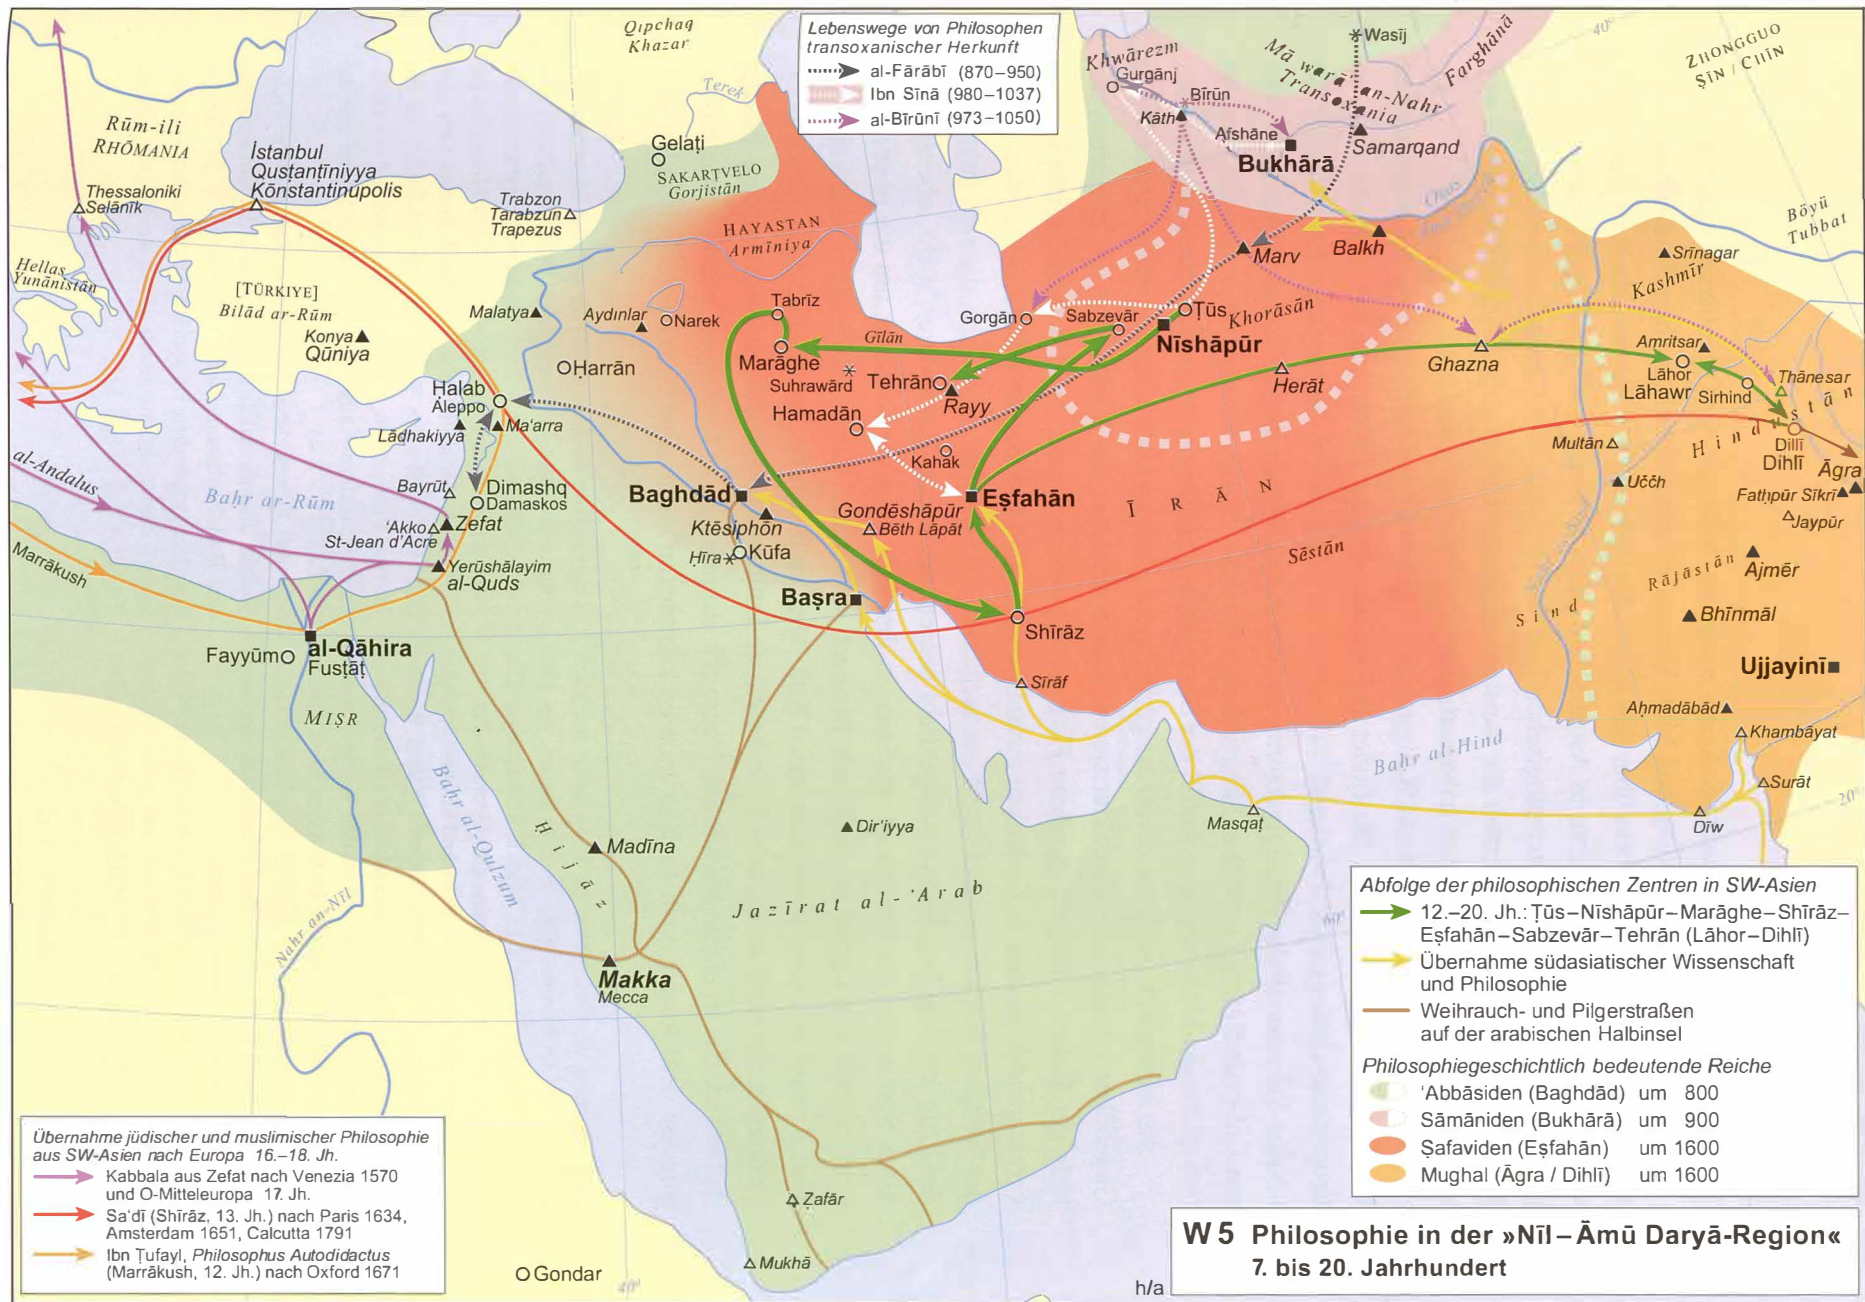 Qıpchaq
Khazar
Lebenswege von Philosophen
transoxanischer Herkunft
al-Fārābī (870–950)
Ibn Sīnā (980–1037)
al-Bīrūnī (973–1050)
Wasīj
Khwārezm
Gurgānj
Mā warā' an-Nahr
Transoxania
Farghānā
40°
ZHONGGUO
ṢĪN / CHĪN
Terek
Bīrūn
Kāth
Afshāne
Bukhārā
Samarqand
Rūm-ili
RHŌMANIA
İstanbul
Qusṭanṭīniyya
Kōnstantinupolis
Gelaţi
SAKARŢVELO
Gorjistān
Thessaloniki
Selānīk
Trabzon
Tarabzun
Trapezus
HAYASTAN
Armīniya
Böyü
Tubbat
Marv
Balkh
Srīnagar
Kashmīr
Hellas
Yunānistān
[TÜRKIYE]
Bilād ar-Rūm
Malatya
Aydınlar
Narek
Tabrīz
Gorgān
Sabzevār
Ṭūs
Khorāsān
Konya
Qūniya
Gīlān
Marāghe
Nīshāpūr
Amritsar
Ghazna
Lāhor
Lāhawr
Sirhind
Thānesar
Ḥarrān
Suhrawārd
Tehrān
Rayy
Herāt
Ḥalab
Aleppo
Ma'arra
Lādhakiyya
Hamadān
Kahak
Multān
Hindustān
Dillī
Dihlī
Āgra
al-Andalus
Baḥr ar-Rūm
Bayrūt
Dimashq
Damaskos
Baghdād
Gondēshāpūr
Bēth Lāpāṭ
Eṣfahān
ĪRĀN
Uččh
Fatḥpūr Sīkrī
Jaypūr
'Akko
St-Jean d'Acre
Zefat
Ktēsiphōn
Ḥīra
Kūfa
Sēstān
Marrākush
Yerūshālayim
al-Quds
Baṣra
Rājāstān
Ajmēr
Sind
Bhīnmāl
Shīrāz
al-Qāhira
Fusṭāṭ
Fayyūm
Ujjayinī
Sīrāf
MIṢR
Aḥmadābād
Khambāyat
Baḥr al-Hind
Surāt
20°
Baḥr al-Qulzum
Masqaṭ
Dīw
Ḥijāz
Madīna
Dir'iyya
Jazīrat al-'Arab
Nahr an-Nīl
60°
Makka
Mecca
Abfolge der philosophischen Zentren in SW-Asien
12.–20. Jh.: Ṭūs–Nīshāpūr–Marāghe–Shīrāz–
Eṣfahān–Sabzevār–Tehrān (Lāhor–Dihlī)
Übernahme südasiatischer Wissenschaft
und Philosophie
Weihrauch- und Pilgerstraßen
auf der arabischen Halbinsel
Philosophiegeschichtlich bedeutende Reiche
'Abbāsiden (Baghdād) um 800
Sāmāniden (Bukhārā) um 900
Ṣafaviden (Eṣfahān) um 1600
Mughal (Āgra / Dihlī) um 1600
Übernahme jüdischer und muslimischer Philosophie
aus SW-Asien nach Europa 16.–18. Jh.
Kabbala aus Zefat nach Venezia 1570
und O-Mitteleuropa 17. Jh.
Sa'dī (Shīrāz, 13. Jh.) nach Paris 1634,
Amsterdam 1651, Calcutta 1791
Ibn Ṭufayl, Philosophus Autodidactus
(Marrākush, 12. Jh.) nach Oxford 1671
Zafār
Mukhā
Gondar
40°
h/a
W 5 Philosophie in der »Nīl–Āmū Daryā-Region«
7. bis 20. Jahrhundert